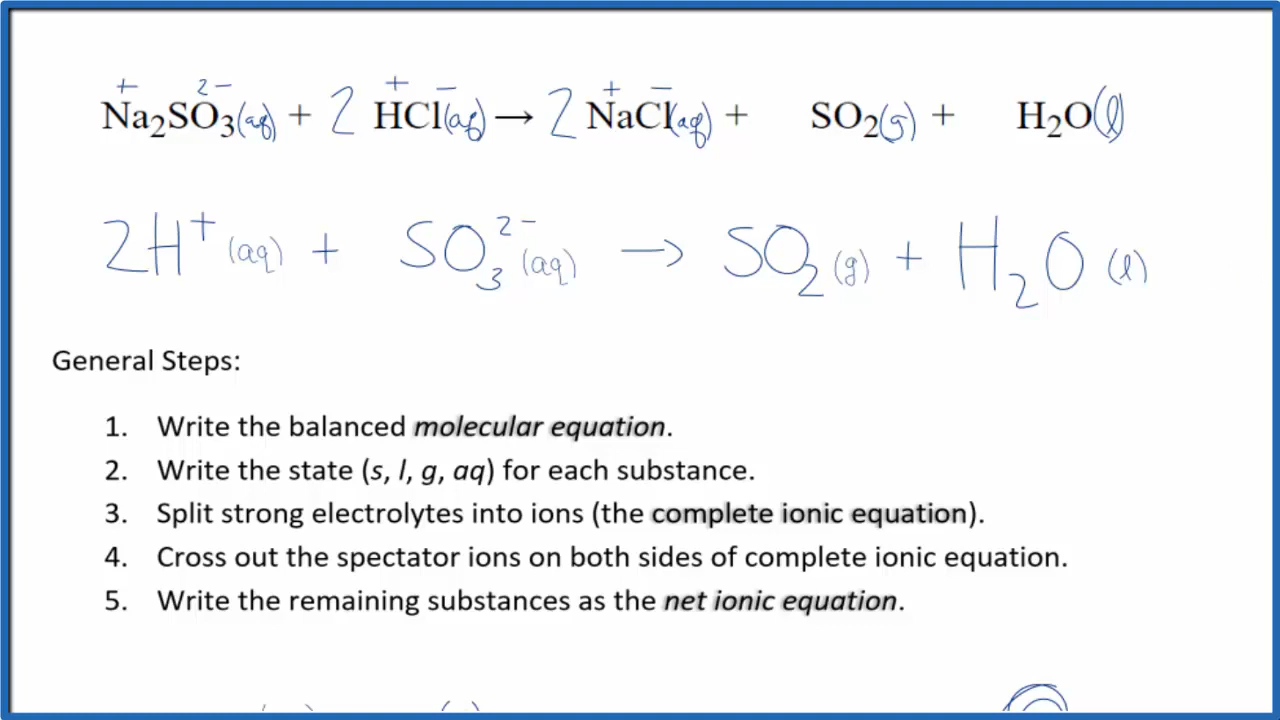 Na₂SO₃(aq) + 2 HCl(aq) → 2 NaCl(aq) + SO₂(g) + H₂O(l)
+ 2- + - + -
2H⁺(aq) + SO₃²⁻(aq) → SO₂(g) + H₂O(l)
General Steps:
1. Write the balanced molecular equation.
2. Write the state (s, l, g, aq) for each substance.
3. Split strong electrolytes into ions (the complete ionic equation).
4. Cross out the spectator ions on both sides of complete ionic equation.
5. Write the remaining substances as the net ionic equation.